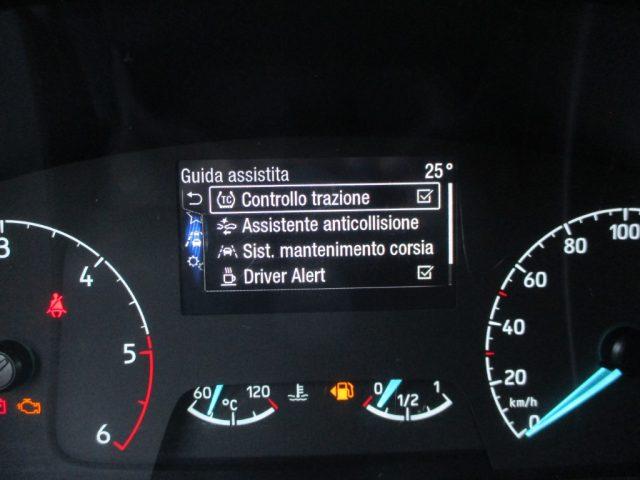 Guida assistita 25°
TC Controllo trazione
Assistente anticollisione
Sist. mantenimento corsia
Driver Alert
3
4
5
6
60 120
°C
0 1/2 1
100
80
60
40
20
0
km/h